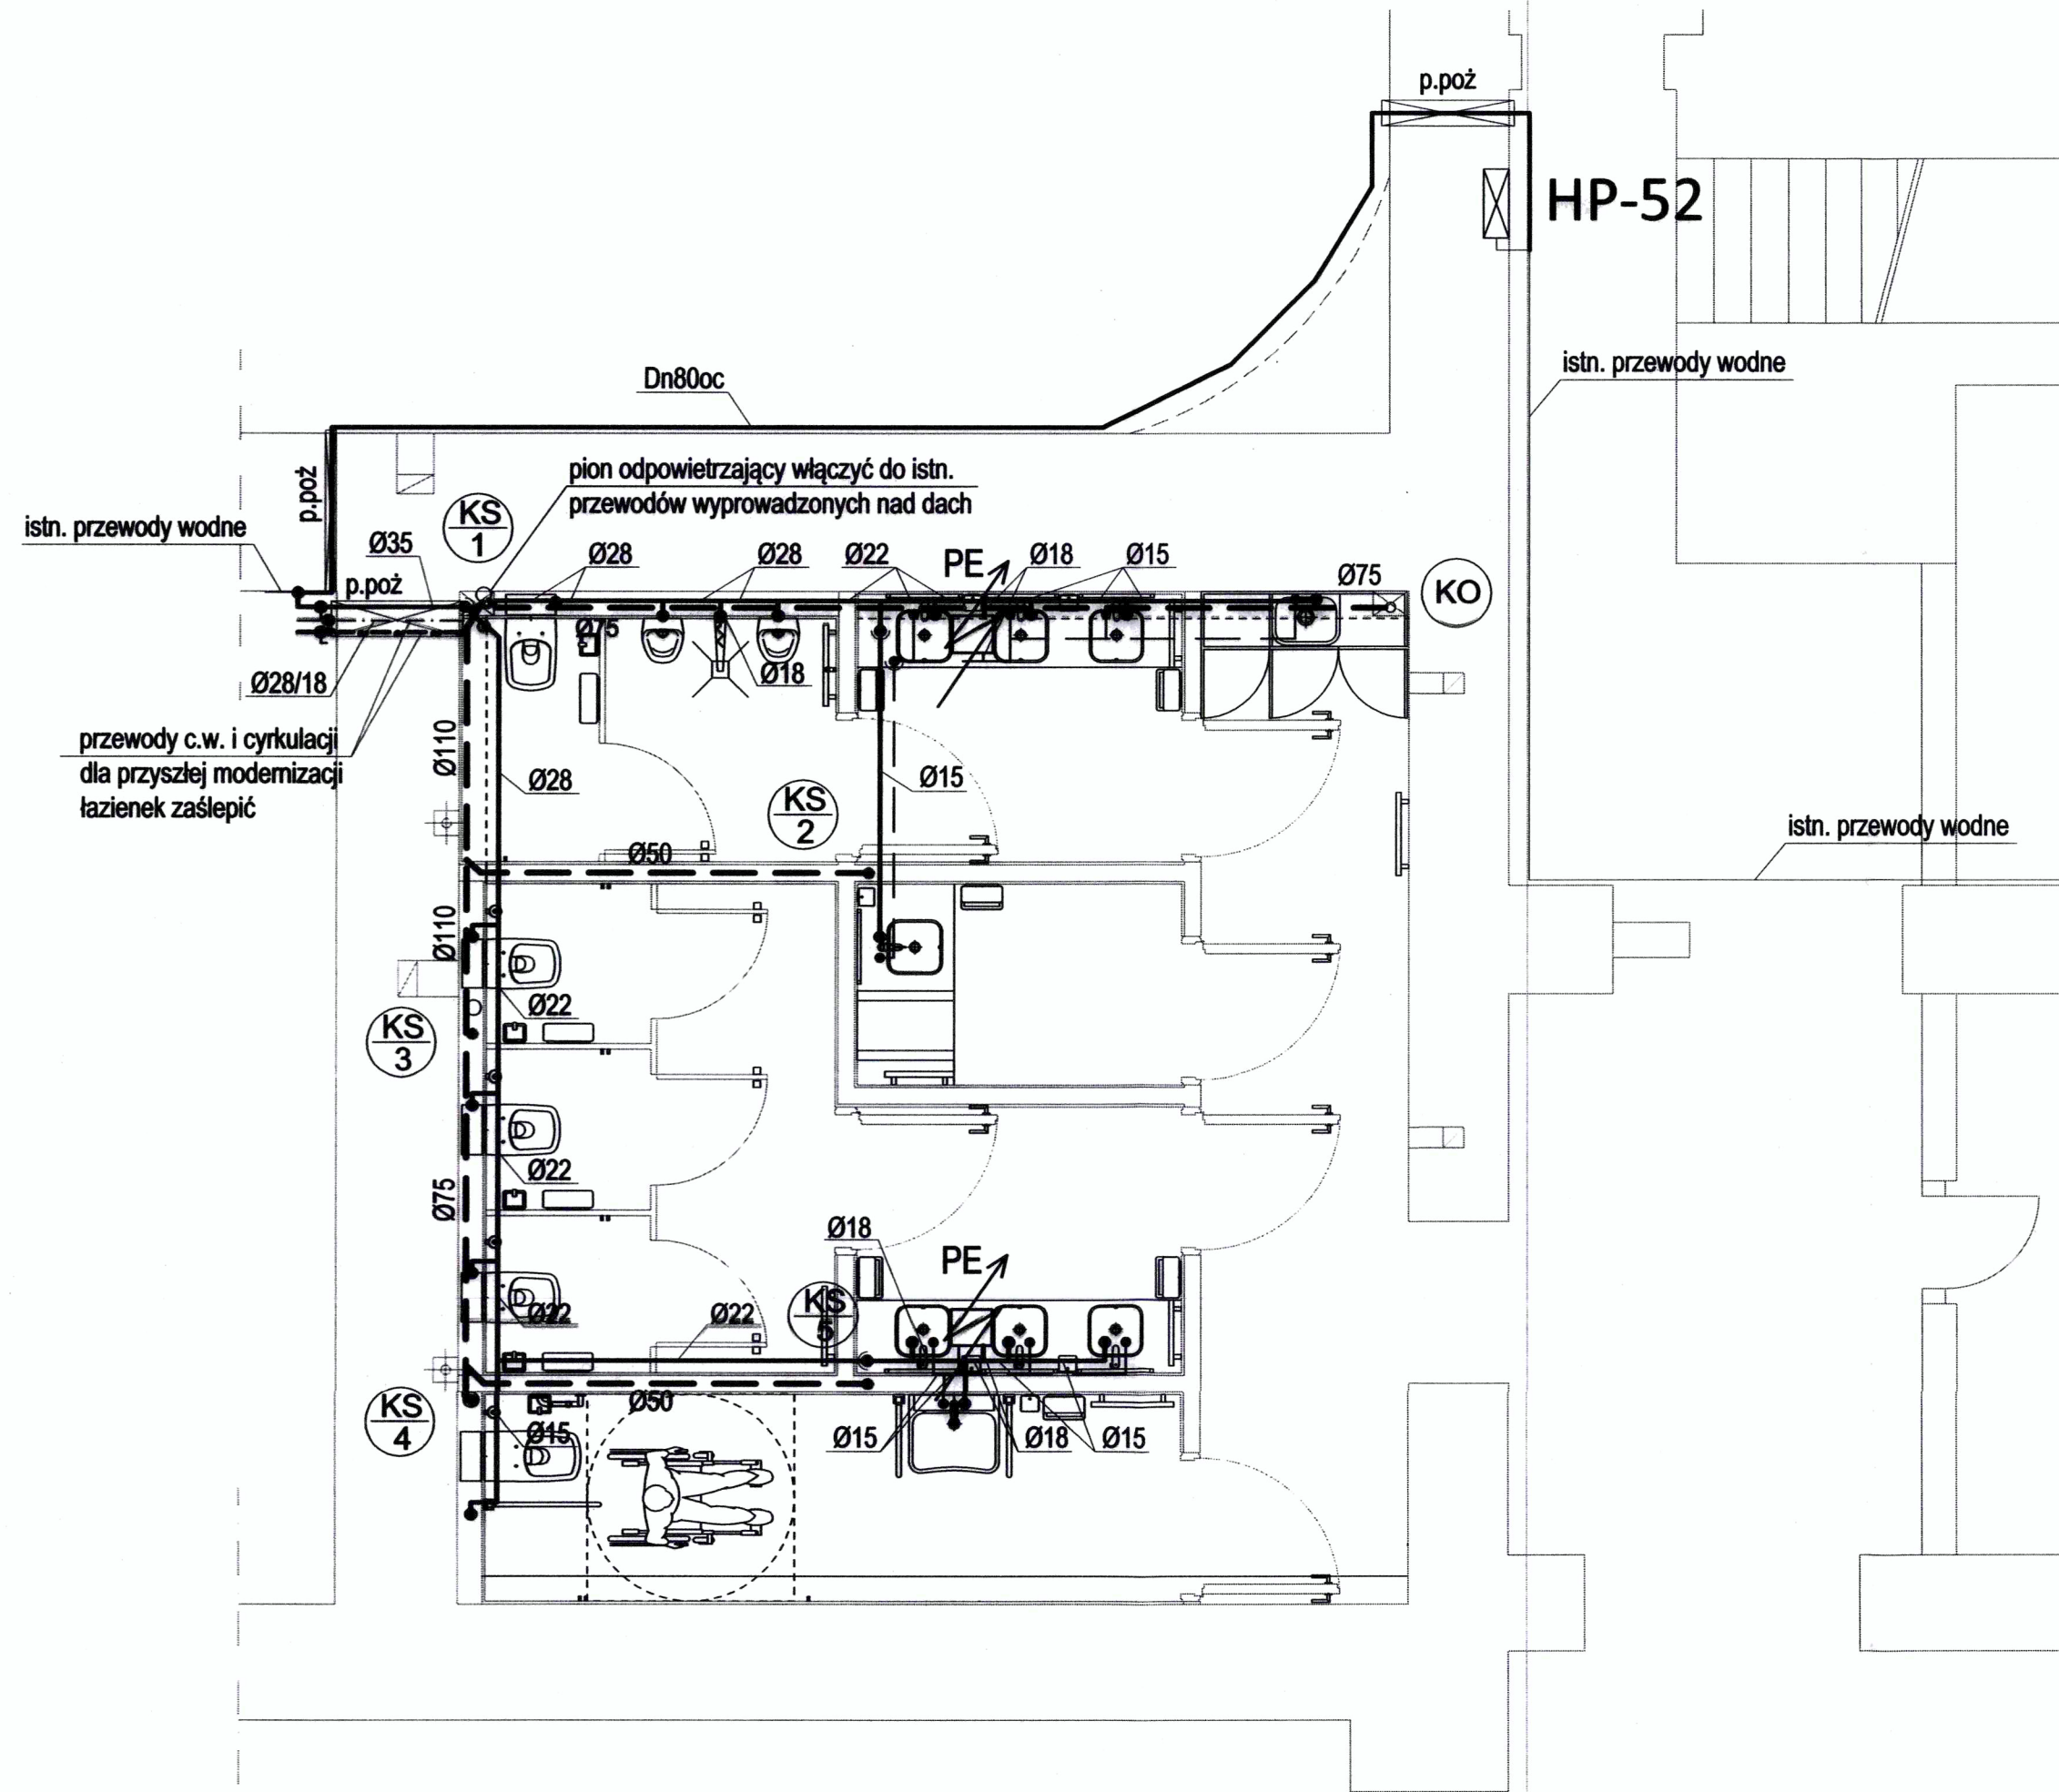 p.poż
HP-52
istn. przewody wodne
Dn80oc
p.poż
pion odpowietrzający włączyć do istn.
przewodów wyprowadzonych nad dach
KS
1
istn. przewody wodne
Ø35
p.poż
Ø28
Ø28
Ø22
PE
Ø18
Ø15
Ø75
KO
Ø75
Ø18
Ø28/18
przewody c.w. i cyrkulacji
dla przyszłej modernizacji
łazienek zaślepić
Ø110
Ø28
Ø15
KS
2
istn. przewody wodne
Ø50
Ø110
Ø22
KS
3
Ø22
Ø75
Ø18
PE
Ø22
Ø22
KS
5
KS
4
Ø50
Ø15
Ø15
Ø18
Ø15